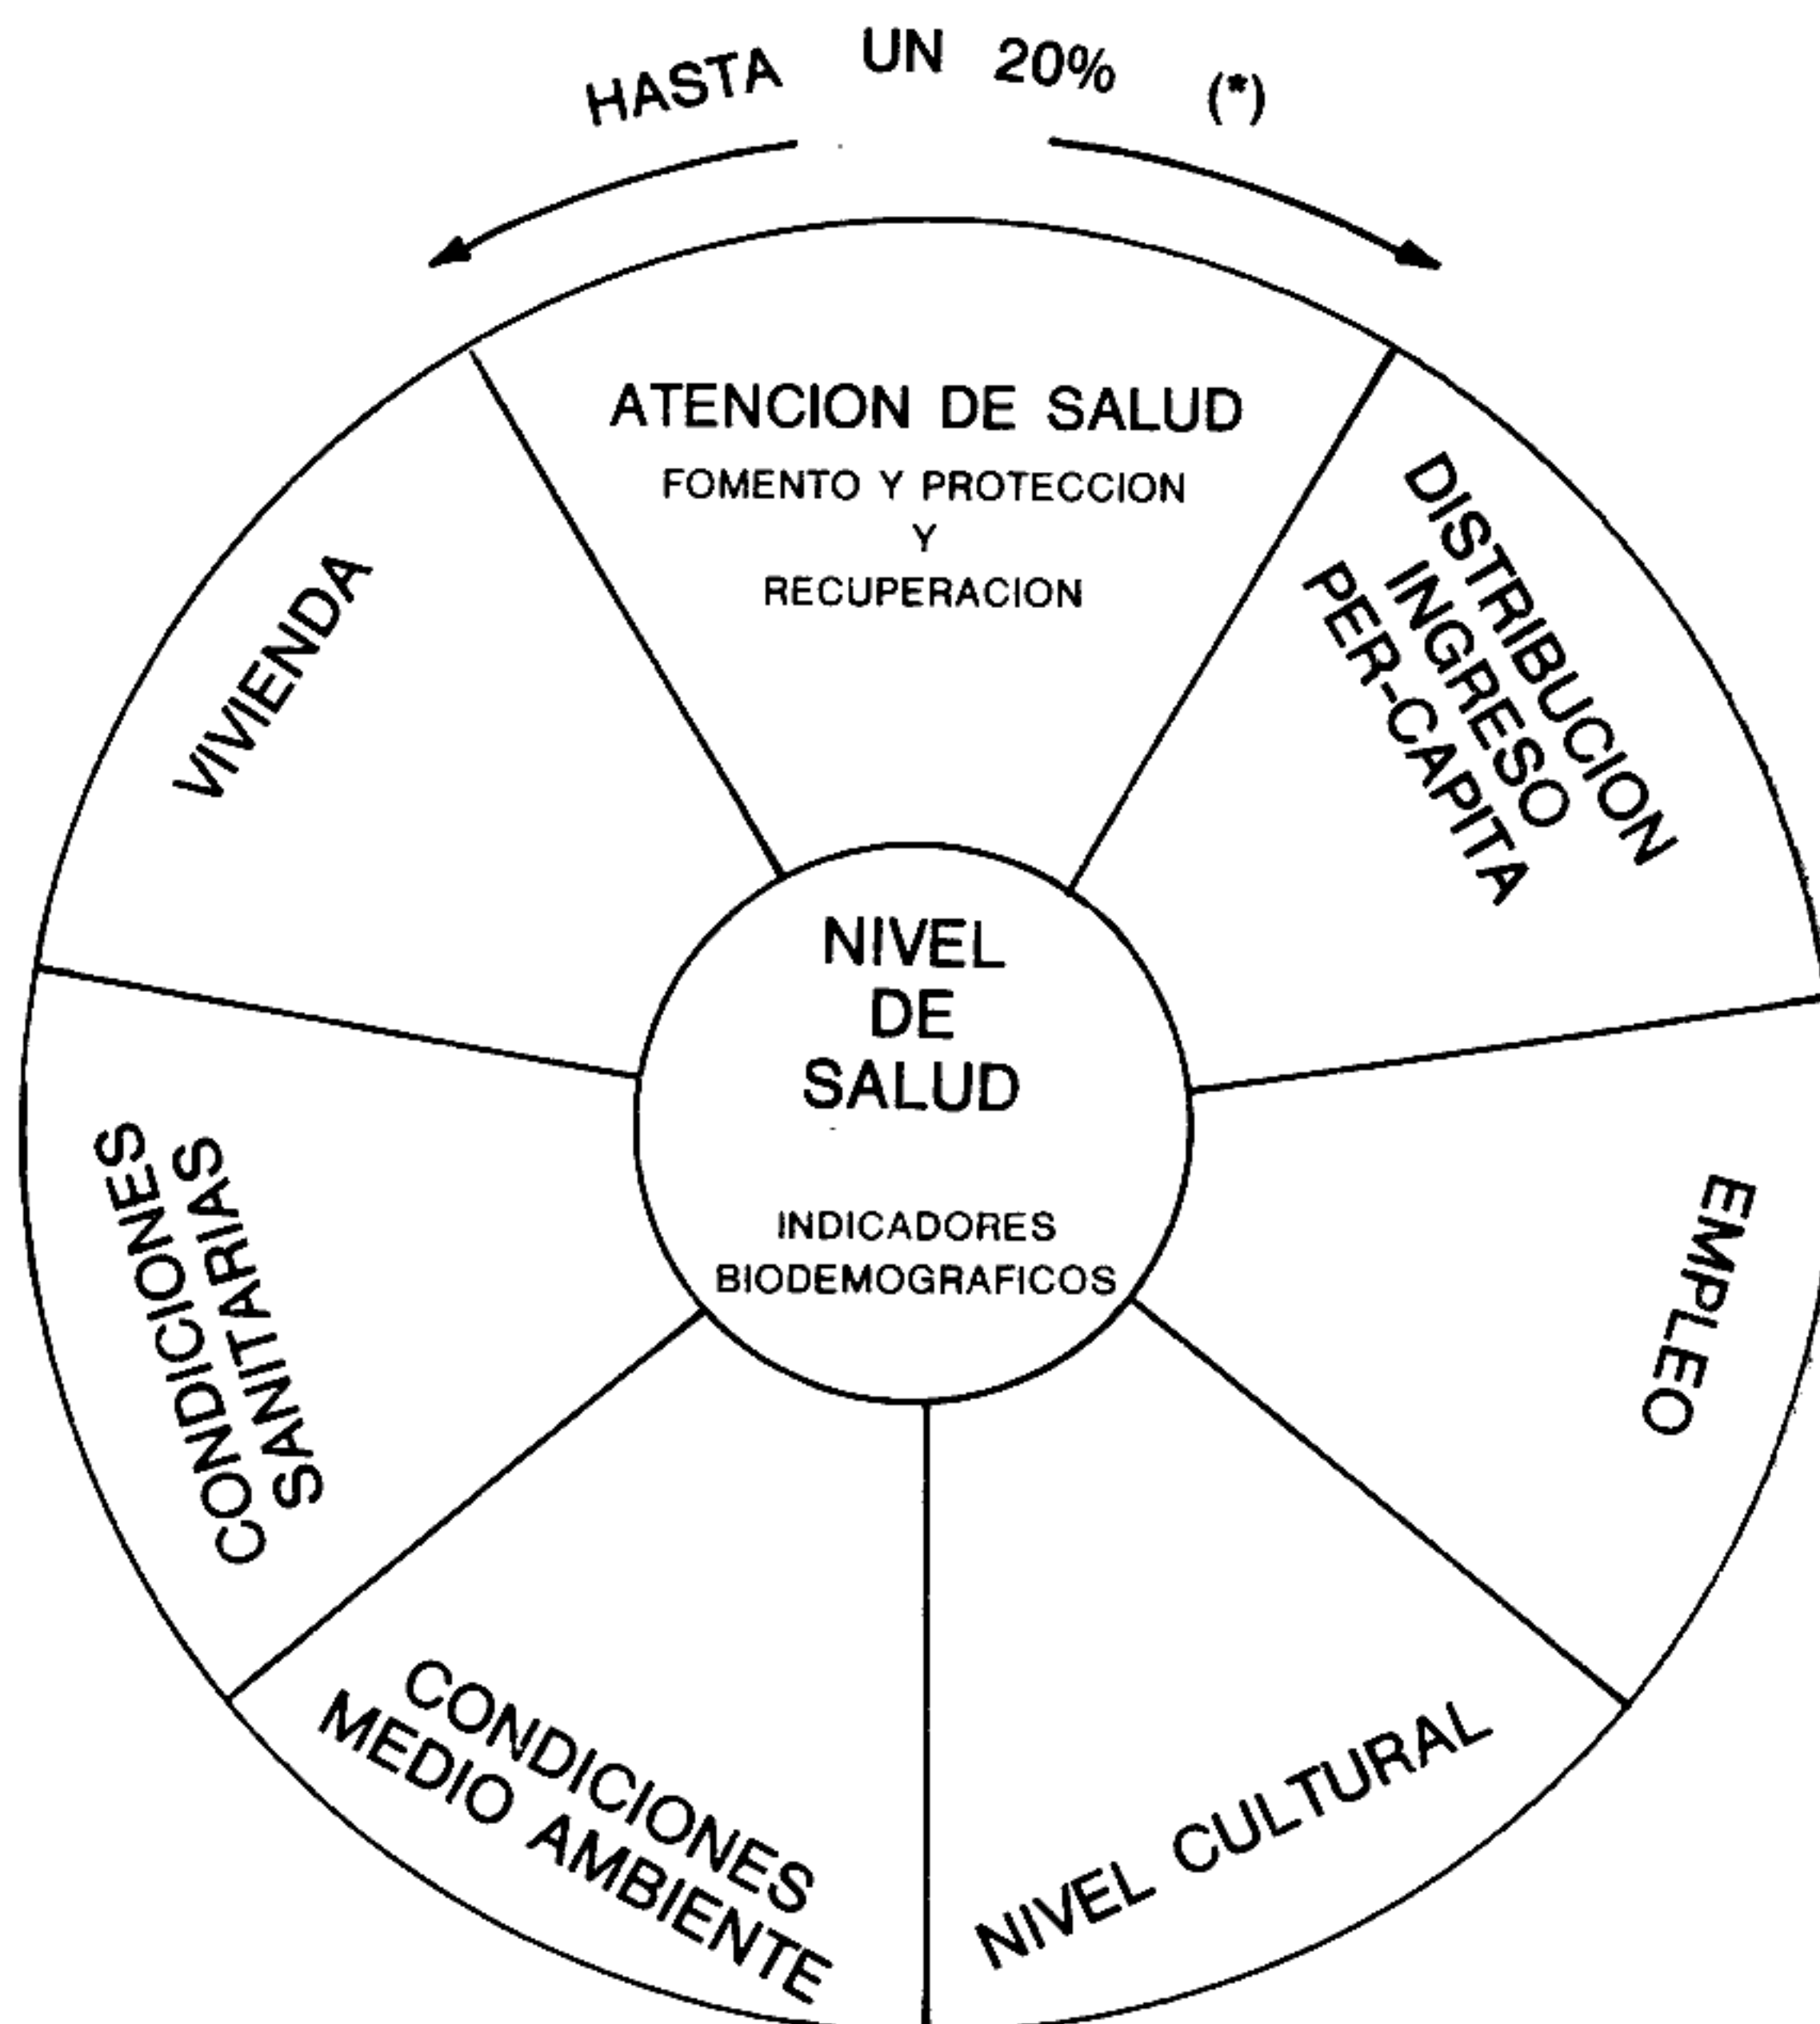 HASTA UN 20% (*)
ATENCION DE SALUD
FOMENTO Y PROTECCION
Y
RECUPERACION
DISTRIBUCION
INGRESO
PER-CAPITA
EMPLEO
NIVEL CULTURAL
CONDICIONES
MEDIO AMBIENTE
CONDICIONES
SANITARIAS
VIVIENDA
NIVEL
DE
SALUD
INDICADORES
BIODEMOGRAFICOS